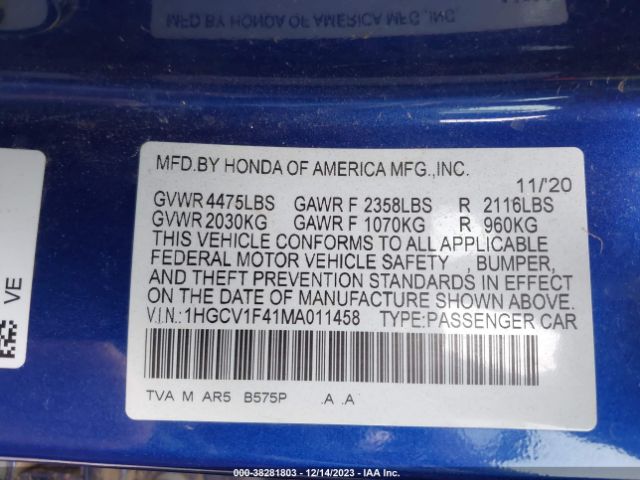 MFD.BY HONDA OF AMERICA MFG.,INC.
11/'20
GVWR 4475LBS GAWR F 2358LBS R 2116LBS
GVWR 2030KG GAWR F 1070KG R 960KG
THIS VEHICLE CONFORMS TO ALL APPLICABLE
FEDERAL MOTOR VEHICLE SAFETY , BUMPER,
AND THEFT PREVENTION STANDARDS IN EFFECT
ON THE DATE OF MANUFACTURE SHOWN ABOVE.
V.I.N.:1HGCV1F41MA011458 TYPE:PASSENGER CAR
TVA M AR5 B575P .A .A
VE
000-38281803 - 12/14/2023 - IAA Inc.